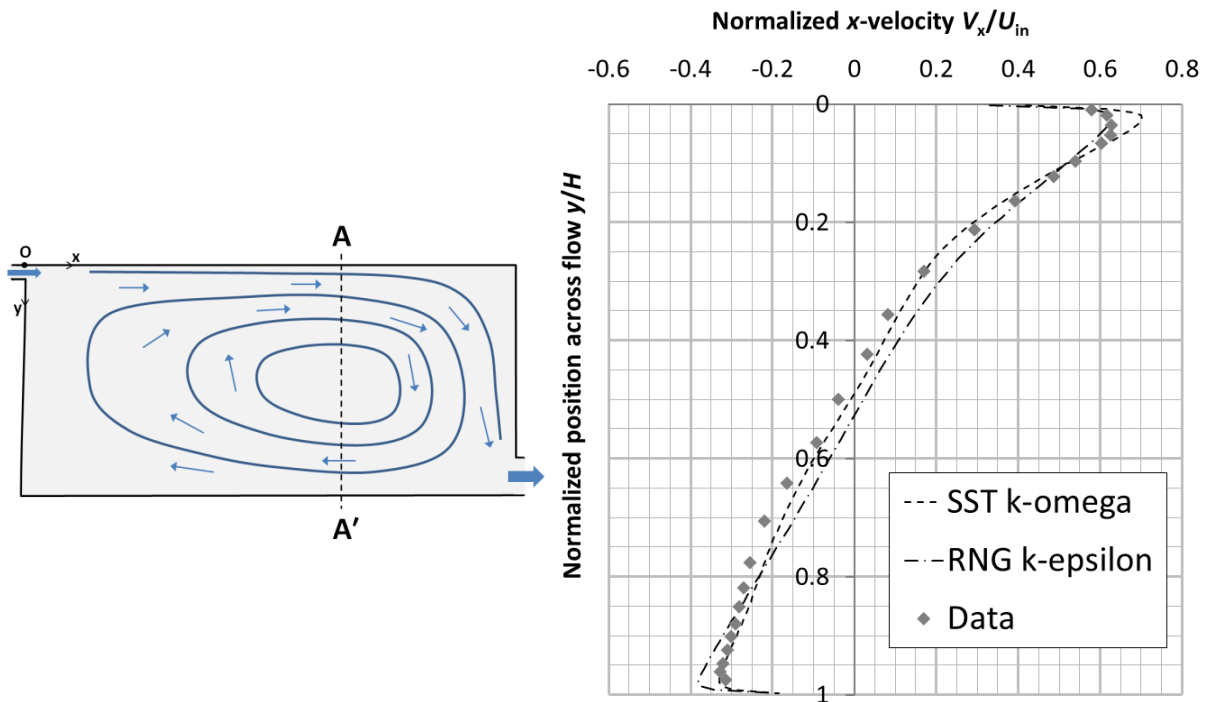 O
x
y
A
A′
Normalized x-velocity Vx/Uin
-0.6 -0.4 -0.2 0 0.2 0.4 0.6 0.8
Normalized position across flow y/H
0
0.2
0.4
0.6
0.8
1
SST k-omega
RNG k-epsilon
Data